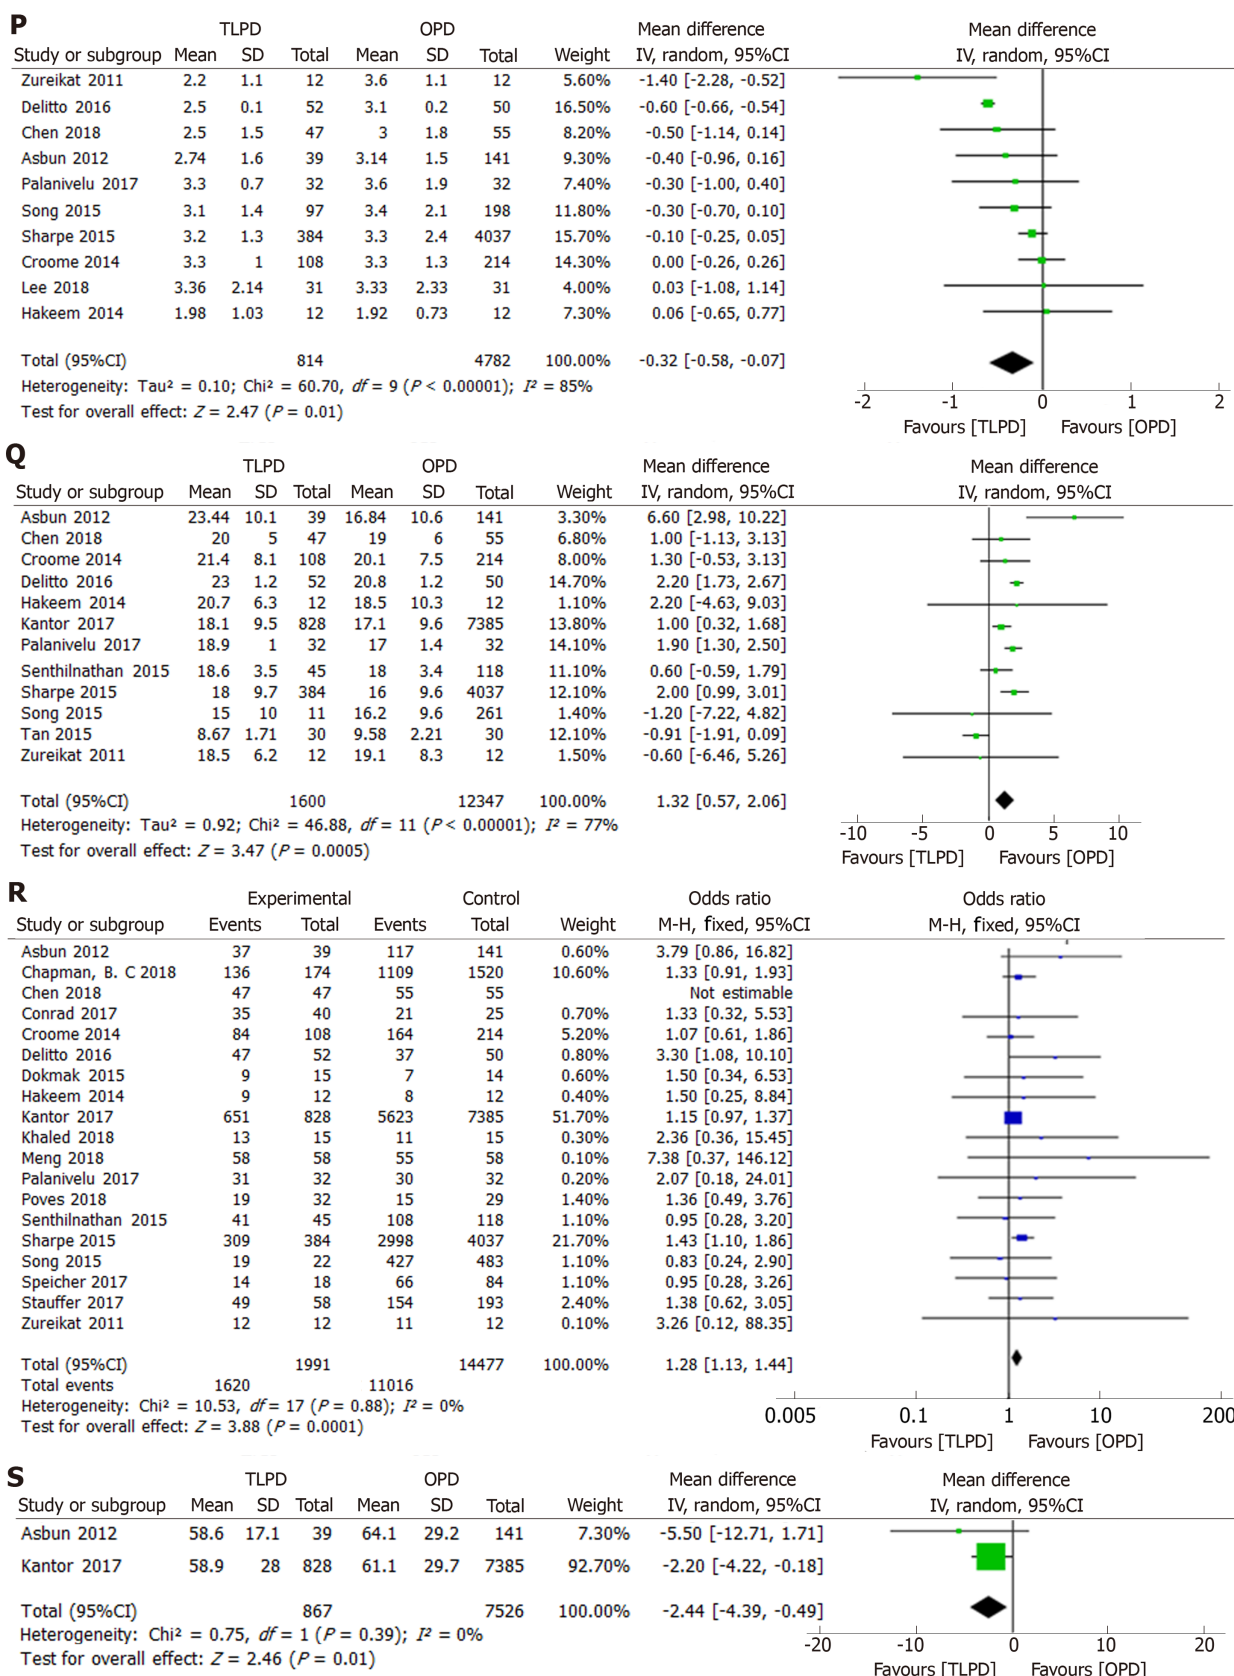 P
TLPD OPD Mean difference Mean difference
Study or subgroup Mean SD Total Mean SD Total Weight IV, random, 95%CI IV, random, 95%CI
Zureikat 2011 2.2 1.1 12 3.6 1.1 12 5.60% -1.40 [-2.28, -0.52]
Delitto 2016 2.5 0.1 52 3.1 0.2 50 16.50% -0.60 [-0.66, -0.54]
Chen 2018 2.5 1.5 47 3 1.8 55 8.20% -0.50 [-1.14, 0.14]
Asbun 2012 2.74 1.6 39 3.14 1.5 141 9.30% -0.40 [-0.96, 0.16]
Palanivelu 2017 3.3 0.7 32 3.6 1.9 32 7.40% -0.30 [-1.00, 0.40]
Song 2015 3.1 1.4 97 3.4 2.1 198 11.80% -0.30 [-0.70, 0.10]
Sharpe 2015 3.2 1.3 384 3.3 2.4 4037 15.70% -0.10 [-0.25, 0.05]
Croome 2014 3.3 1 108 3.3 1.3 214 14.30% 0.00 [-0.26, 0.26]
Lee 2018 3.36 2.14 31 3.33 2.33 31 4.00% 0.03 [-1.08, 1.14]
Hakeem 2014 1.98 1.03 12 1.92 0.73 12 7.30% 0.06 [-0.65, 0.77]
Total (95%CI) 814 4782 100.00% -0.32 [-0.58, -0.07]
Heterogeneity: Tau² = 0.10; Chi² = 60.70, df = 9 (P < 0.00001); I² = 85%
Test for overall effect: Z = 2.47 (P = 0.01)
-2 -1 0 1 2
Favours [TLPD] Favours [OPD]
Q
TLPD OPD Mean difference Mean difference
Study or subgroup Mean SD Total Mean SD Total Weight IV, random, 95%CI IV, random, 95%CI
Asbun 2012 23.44 10.1 39 16.84 10.6 141 3.30% 6.60 [2.98, 10.22]
Chen 2018 20 5 47 19 6 55 6.80% 1.00 [-1.13, 3.13]
Croome 2014 21.4 8.1 108 20.1 7.5 214 8.00% 1.30 [-0.53, 3.13]
Delitto 2016 23 1.2 52 20.8 1.2 50 14.70% 2.20 [1.73, 2.67]
Hakeem 2014 20.7 6.3 12 18.5 10.3 12 1.10% 2.20 [-4.63, 9.03]
Kantor 2017 18.1 9.5 828 17.1 9.6 7385 13.80% 1.00 [0.32, 1.68]
Palanivelu 2017 18.9 1 32 17 1.4 32 14.10% 1.90 [1.30, 2.50]
Senthilnathan 2015 18.6 3.5 45 18 3.4 118 11.10% 0.60 [-0.59, 1.79]
Sharpe 2015 18 9.7 384 16 9.6 4037 12.10% 2.00 [0.99, 3.01]
Song 2015 15 10 11 16.2 9.6 261 1.40% -1.20 [-7.22, 4.82]
Tan 2015 8.67 1.71 30 9.58 2.21 30 12.10% -0.91 [-1.91, 0.09]
Zureikat 2011 18.5 6.2 12 19.1 8.3 12 1.50% -0.60 [-6.46, 5.26]
Total (95%CI) 1600 12347 100.00% 1.32 [0.57, 2.06]
Heterogeneity: Tau² = 0.92; Chi² = 46.88, df = 11 (P < 0.00001); I² = 77%
Test for overall effect: Z = 3.47 (P = 0.0005)
-10 -5 0 5 10
Favours [TLPD] Favours [OPD]
R
Experimental Control Odds ratio Odds ratio
Study or subgroup Events Total Events Total Weight M-H, fixed, 95%CI M-H, fixed, 95%CI
Asbun 2012 37 39 117 141 0.60% 3.79 [0.86, 16.82]
Chapman, B. C 2018 136 174 1109 1520 10.60% 1.33 [0.91, 1.93]
Chen 2018 47 47 55 55 Not estimable
Conrad 2017 35 40 21 25 0.70% 1.33 [0.32, 5.53]
Croome 2014 84 108 164 214 5.20% 1.07 [0.61, 1.86]
Delitto 2016 47 52 37 50 0.80% 3.30 [1.08, 10.10]
Dokmak 2015 9 15 7 14 0.60% 1.50 [0.34, 6.53]
Hakeem 2014 9 12 8 12 0.40% 1.50 [0.25, 8.84]
Kantor 2017 651 828 5623 7385 51.70% 1.15 [0.97, 1.37]
Khaled 2018 13 15 11 15 0.30% 2.36 [0.36, 15.45]
Meng 2018 58 58 55 58 0.10% 7.38 [0.37, 146.12]
Palanivelu 2017 31 32 30 32 0.20% 2.07 [0.18, 24.01]
Poves 2018 19 32 15 29 1.40% 1.36 [0.49, 3.76]
Senthilnathan 2015 41 45 108 118 1.10% 0.95 [0.28, 3.20]
Sharpe 2015 309 384 2998 4037 21.70% 1.43 [1.10, 1.86]
Song 2015 19 22 427 483 1.10% 0.83 [0.24, 2.90]
Speicher 2017 14 18 66 84 1.10% 0.95 [0.28, 3.26]
Stauffer 2017 49 58 154 193 2.40% 1.38 [0.62, 3.05]
Zureikat 2011 12 12 11 12 0.10% 3.26 [0.12, 88.35]
Total (95%CI) 1991 14477 100.00% 1.28 [1.13, 1.44]
Total events 1620 11016
Heterogeneity: Chi² = 10.53, df = 17 (P = 0.88); I² = 0%
Test for overall effect: Z = 3.88 (P = 0.0001)
0.005 0.1 1 10 200
Favours [TLPD] Favours [OPD]
S
TLPD OPD Mean difference Mean difference
Study or subgroup Mean SD Total Mean SD Total Weight IV, random, 95%CI IV, random, 95%CI
Asbun 2012 58.6 17.1 39 64.1 29.2 141 7.30% -5.50 [-12.71, 1.71]
Kantor 2017 58.9 28 828 61.1 29.7 7385 92.70% -2.20 [-4.22, -0.18]
Total (95%CI) 867 7526 100.00% -2.44 [-4.39, -0.49]
Heterogeneity: Chi² = 0.75, df = 1 (P = 0.39); I² = 0%
Test for overall effect: Z = 2.46 (P = 0.01)
-20 -10 0 10 20
Favours [TLPD] Favours [OPD]